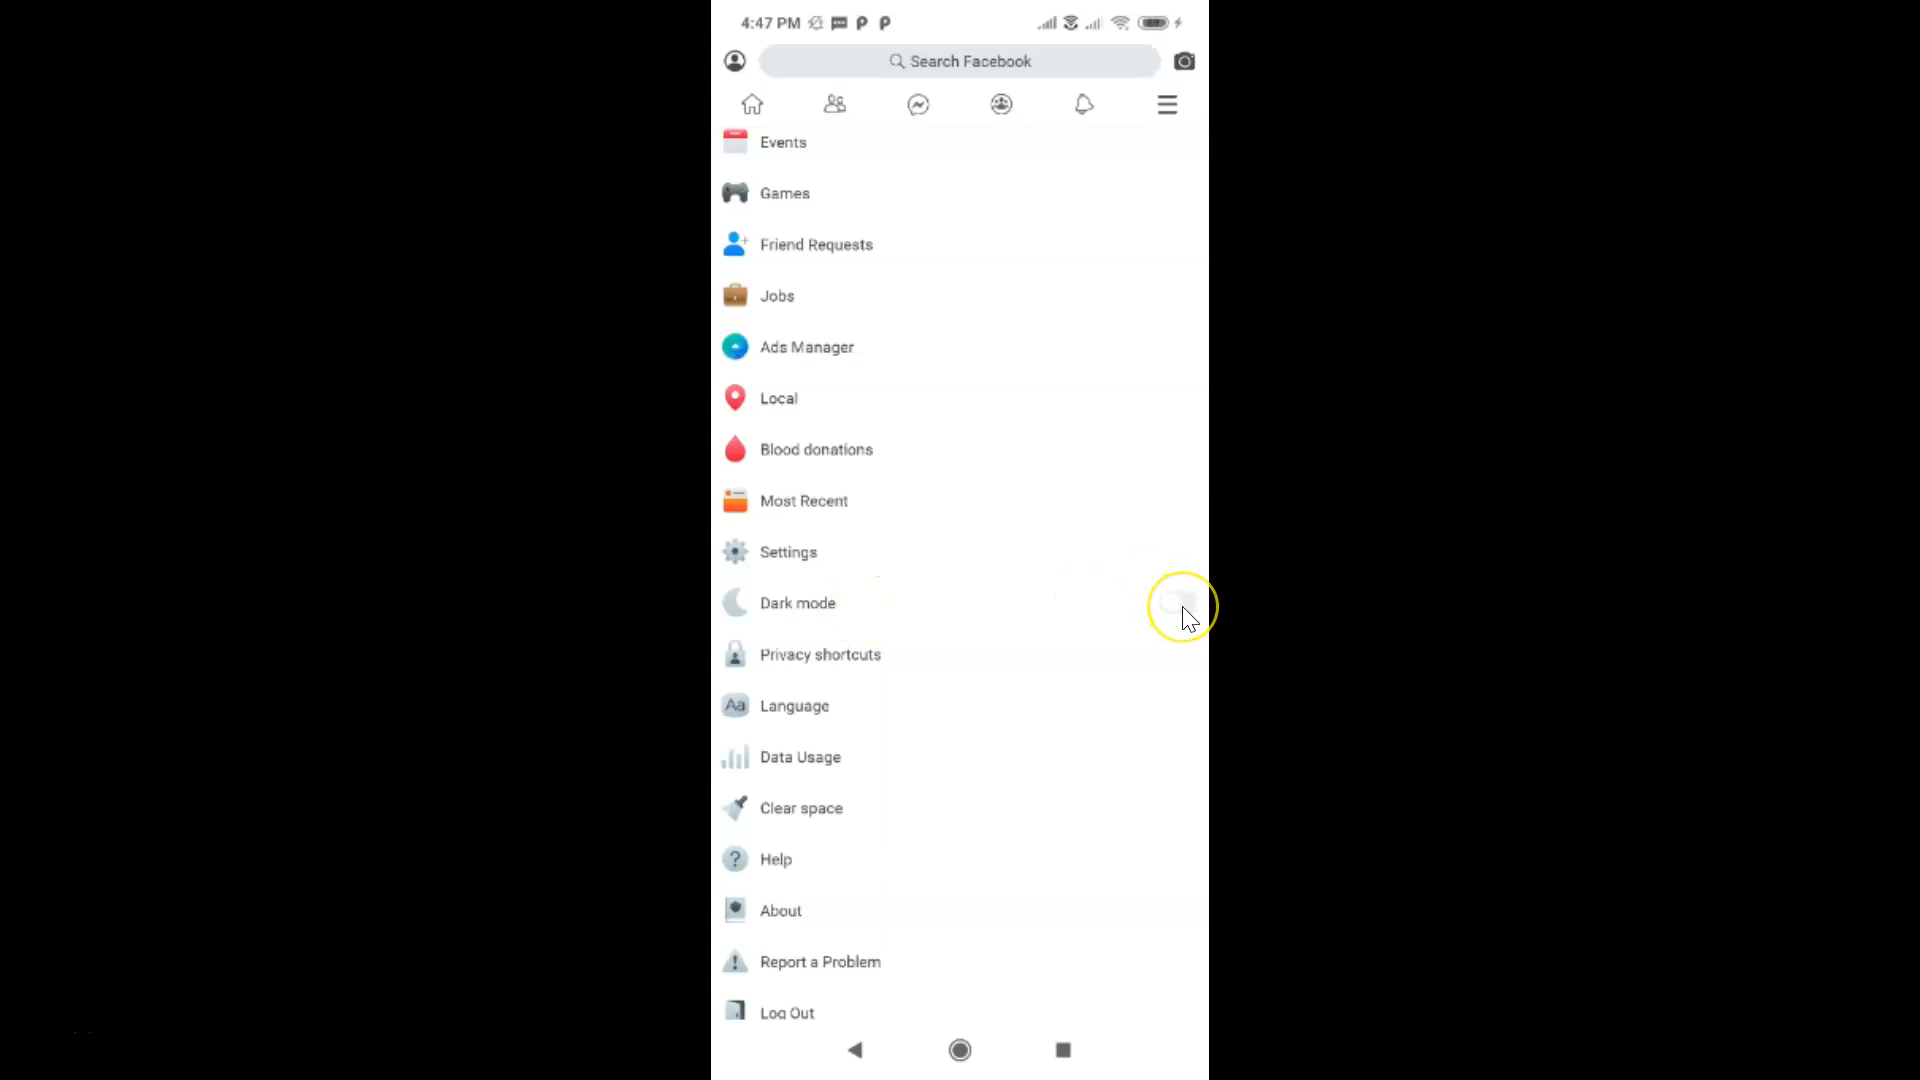 4:47 PM
Search Facebook
Events
Games
Friend Requests
Jobs
Ads Manager
Local
Blood donations
Most Recent
Settings
Dark mode
Privacy shortcuts
Aa Language
Data Usage
Clear space
? Help
About
Report a Problem
Log Out